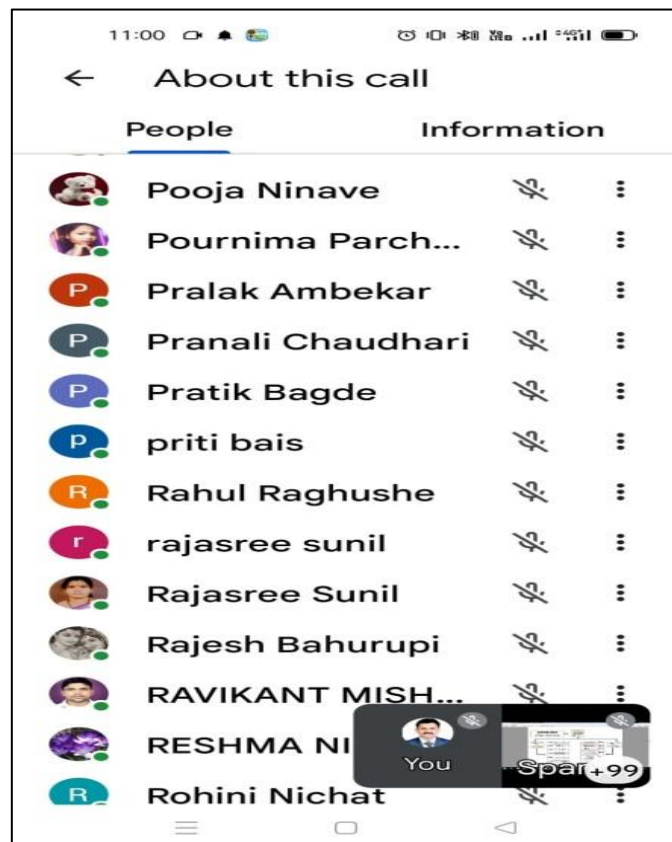 11:00
About this call
People Information
Pooja Ninave
Pournima Parch...
P Pralak Ambekar
P Pranali Chaudhari
P Pratik Bagde
p priti bais
R Rahul Raghushe
r rajasree sunil
Rajasree Sunil
Rajesh Bahurupi
RAVIKANT MISH...
RESHMA NI
You Spar +99
R Rohini Nichat